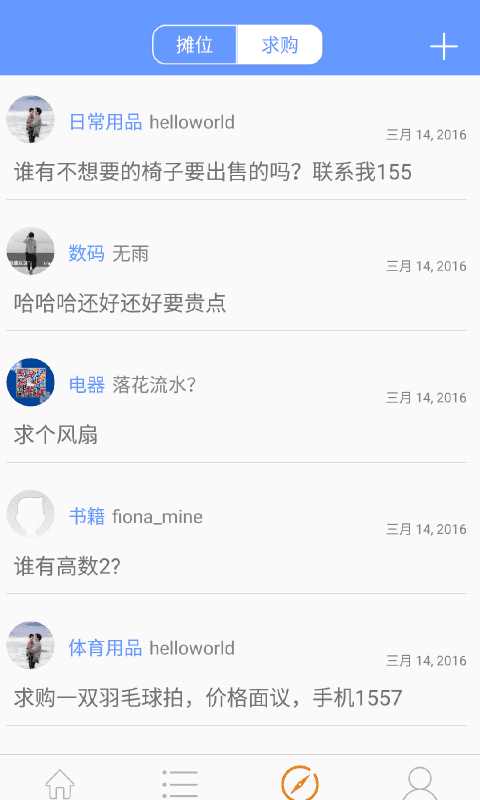 摊位 求购
日常用品 helloworld
三月 14, 2016
谁有不想要的椅子要出售的吗？联系我155
数码 无雨
三月 14, 2016
哈哈哈还好还好要贵点
电器 落花流水?
三月 14, 2016
求个风扇
书籍 fiona_mine
三月 14, 2016
谁有高数2?
体育用品 helloworld
三月 14, 2016
求购一双羽毛球拍，价格面议，手机1557